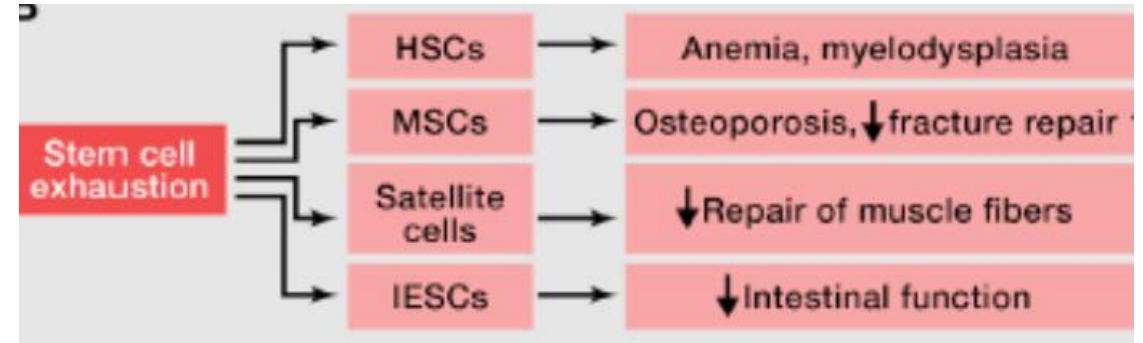 Stem cell
exhaustion
HSCs
Anemia, myelodysplasia
MSCs
Osteoporosis, ↓fracture repair
Satellite
cells
↓Repair of muscle fibers
IESCs
↓Intestinal function